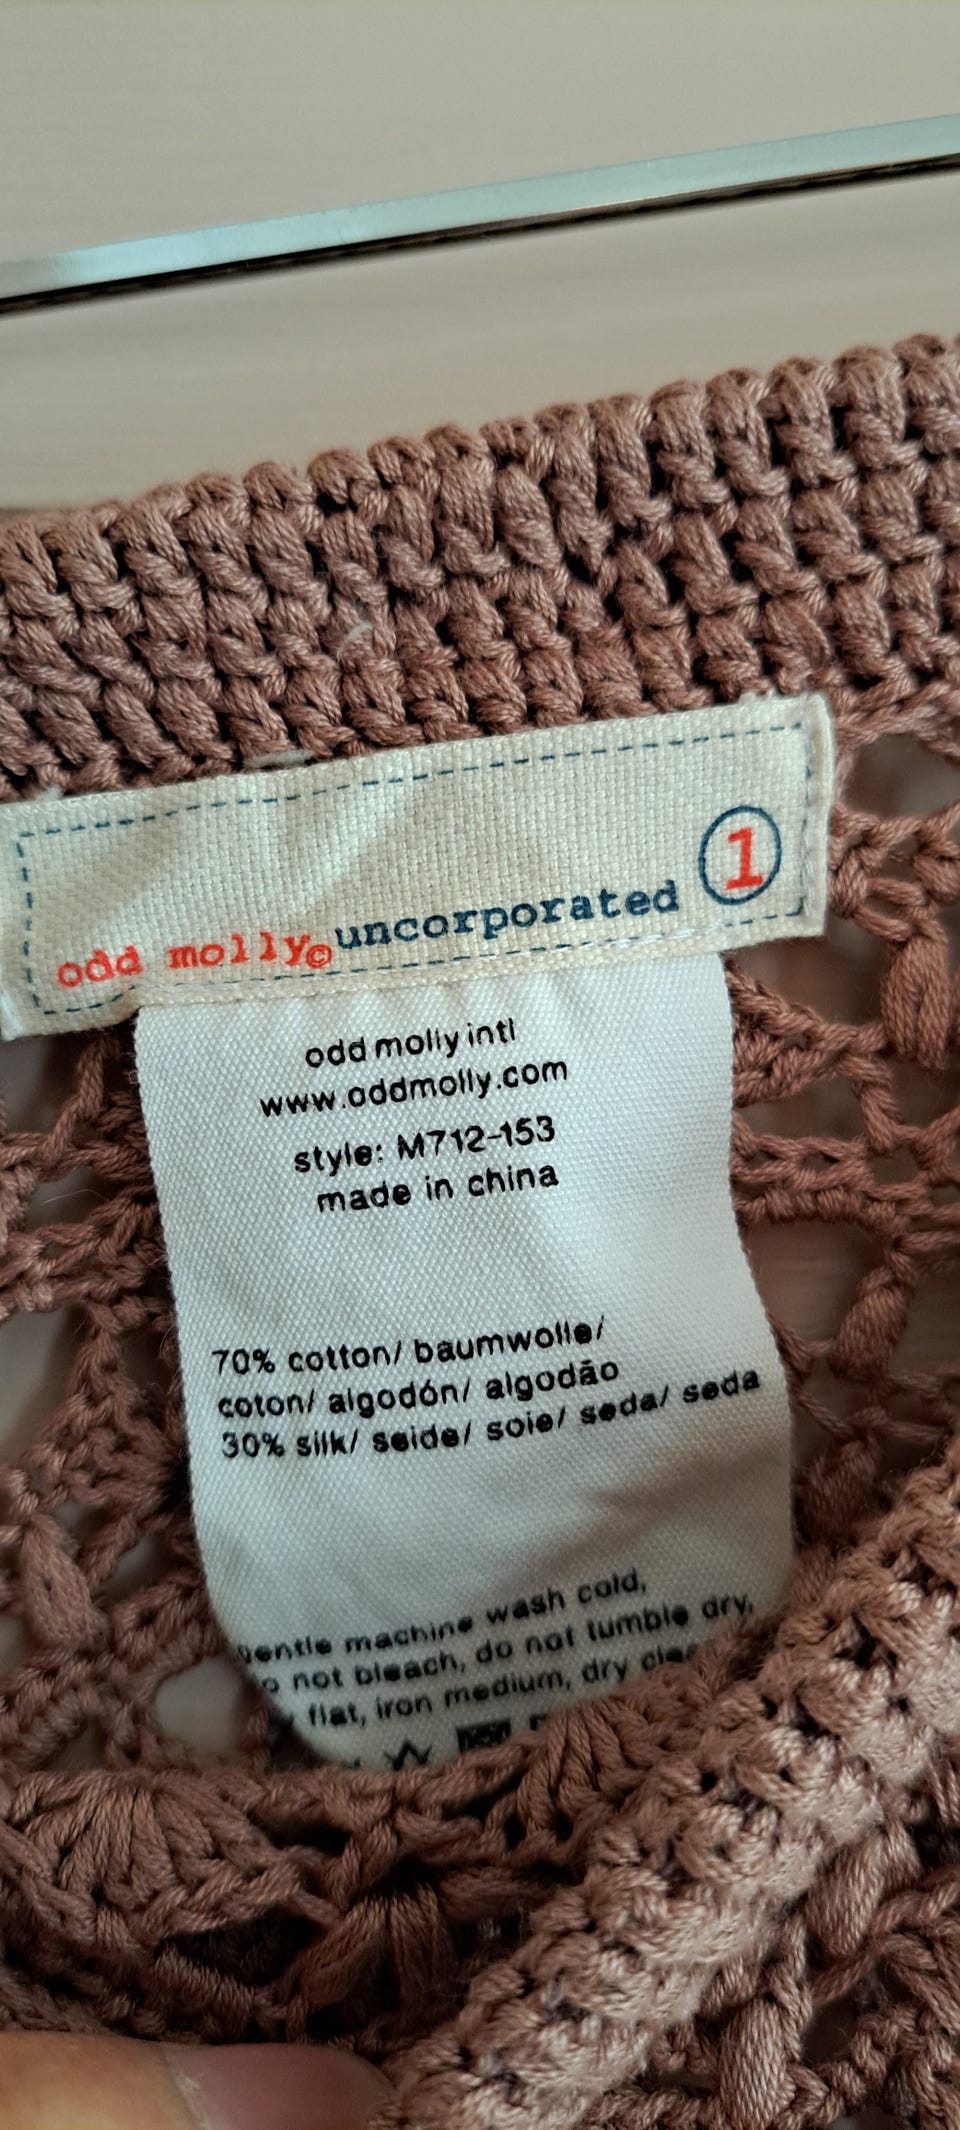 odd molly© uncorporated 1
odd molly intl
www.oddmolly.com
style: M712-153
made in china
70% cotton/ baumwolle/
coton/ algodón/ algodão
30% silk/ seide/ soie/ seda/ seda
gentle machine wash cold,
not bleach, do not tumble dry,
flat, iron medium, dry